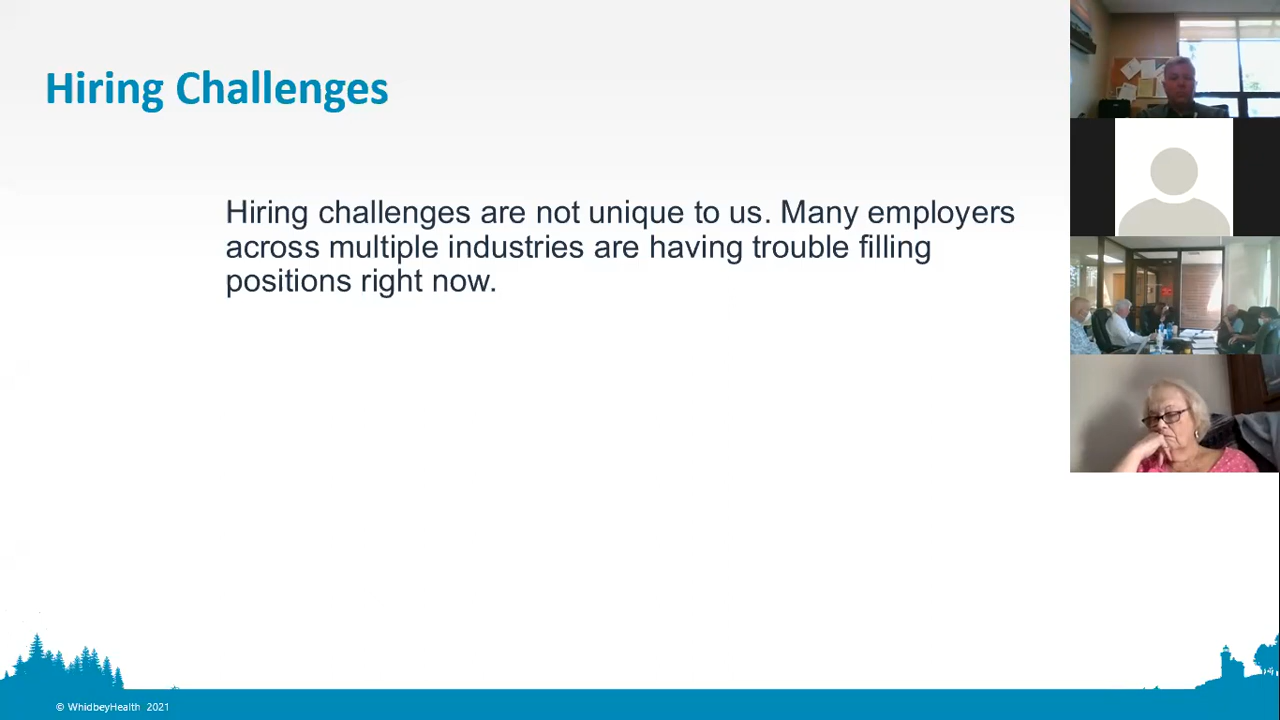 Hiring Challenges
Hiring challenges are not unique to us. Many employers
across multiple industries are having trouble filling
positions right now.
© WhidbeyHealth 2021